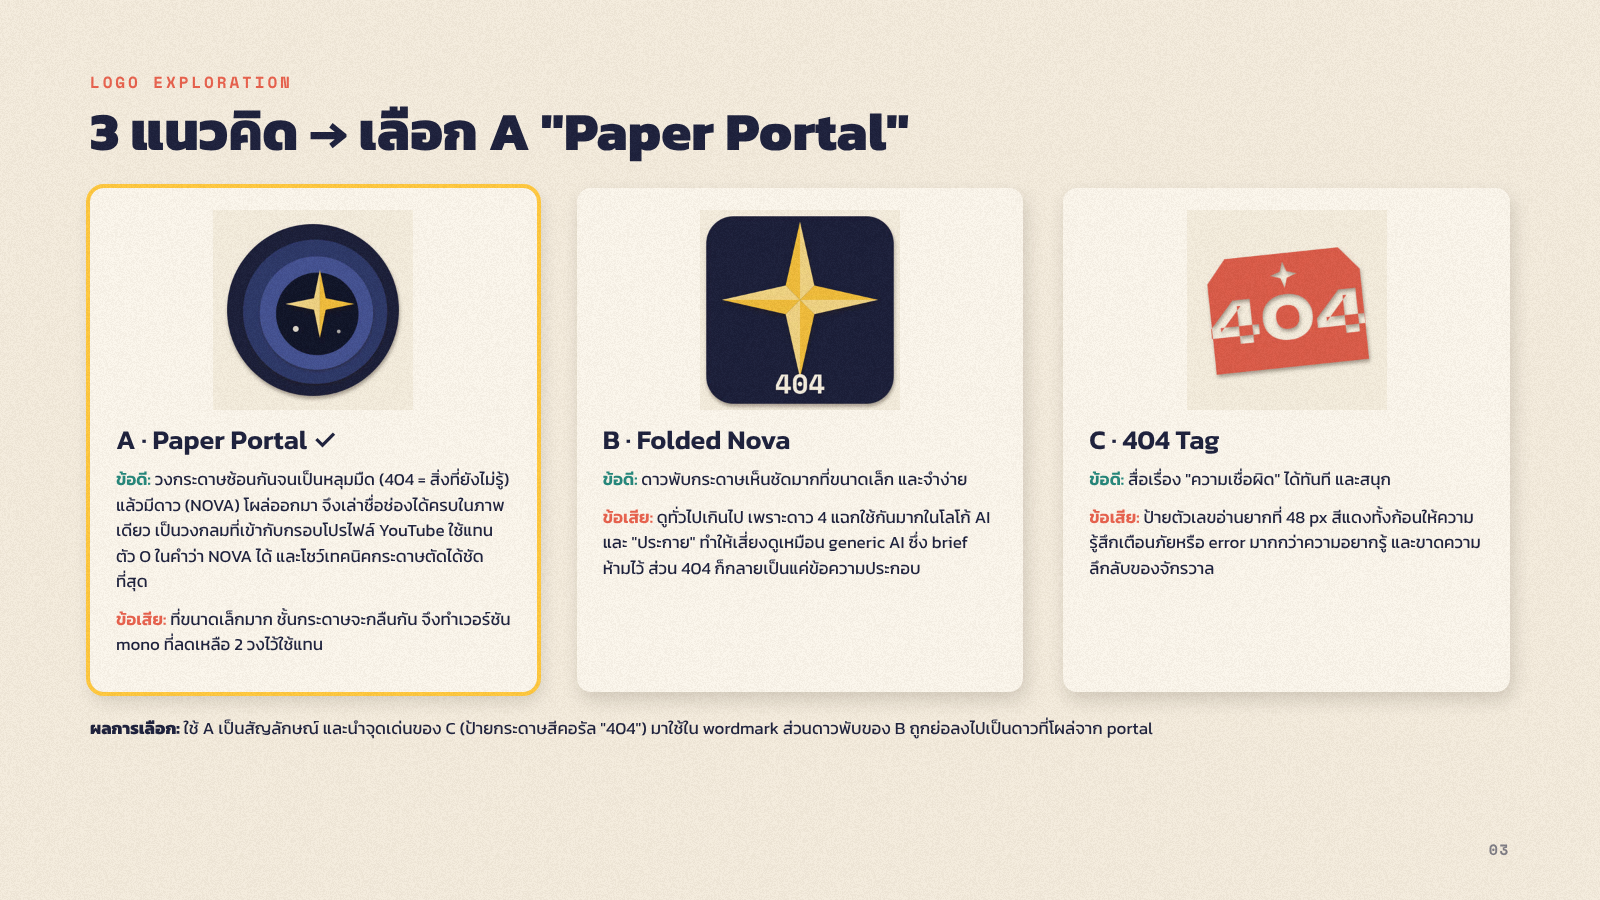 LOGO EXPLORATION
3 แนวคิด → เลือก A "Paper Portal"
404
404
A · Paper Portal ✓
ข้อดี: วงกระดาษซ้อนกันจนเป็นหลุมมืด (404 = สิ่งที่ยังไม่รู้)
แล้วมีดาว (NOVA) โผล่ออกมา จึงเล่าชื่อช่องได้ครบในภาพ
เดียว เป็นวงกลมที่เข้ากับกรอบโปรไฟล์ YouTube ใช้แทน
ตัว O ในคำว่า NOVA ได้ และโชว์เทคนิคกระดาษตัดได้ชัด
ที่สุด
ข้อเสีย: ที่ขนาดเล็กมาก ชั้นกระดาษจะกลืนกัน จึงทำเวอร์ชัน
mono ที่ลดเหลือ 2 วงไว้ใช้แทน
B · Folded Nova
ข้อดี: ดาวพับกระดาษเห็นชัดมากที่ขนาดเล็ก และจำง่าย
ข้อเสีย: ดูทั่วไปเกินไป เพราะดาว 4 แฉกใช้กันมากในโลโก้ AI
และ "ประกาย" ทำให้เสี่ยงดูเหมือน generic AI ซึ่ง brief
ห้ามไว้ ส่วน 404 ก็กลายเป็นแค่ข้อความประกอบ
C · 404 Tag
ข้อดี: สื่อเรื่อง "ความเชื่อผิด" ได้ทันที และสนุก
ข้อเสีย: ป้ายตัวเลขอ่านยากที่ 48 px สีแดงทั้งก้อนให้ความ
รู้สึกเตือนภัยหรือ error มากกว่าความอยากรู้ และขาดความ
ลึกลับของจักรวาล
ผลการเลือก: ใช้ A เป็นสัญลักษณ์ และนำจุดเด่นของ C (ป้ายกระดาษสีคอรัล "404") มาใช้ใน wordmark ส่วนดาวพับของ B ถูกย่อลงไปเป็นดาวที่โผล่จาก portal
03